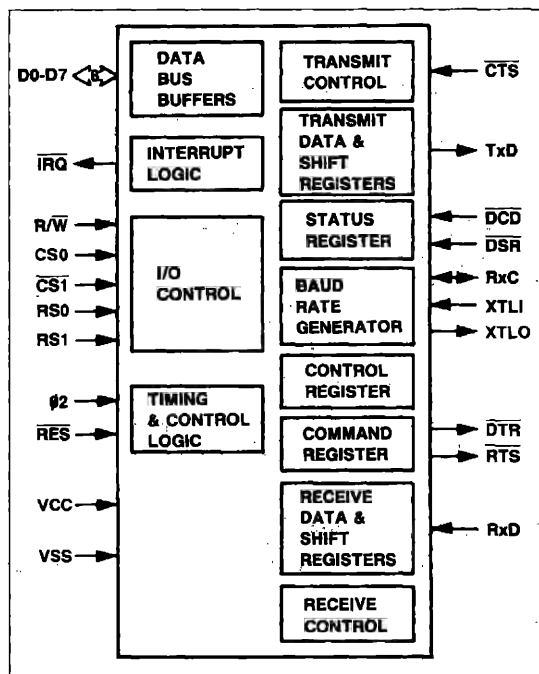 D0-D7
8
IRQ
R/W
CS0
CS1
RS0
RS1
φ2
RES
VCC
VSS
DATA
BUS
BUFFERS
INTERRUPT
LOGIC
I/O
CONTROL
TIMING
& CONTROL
LOGIC
TRANSMIT
CONTROL
TRANSMIT
DATA &
SHIFT
REGISTERS
STATUS
REGISTER
BAUD
RATE
GENERATOR
CONTROL
REGISTER
COMMAND
REGISTER
RECEIVE
DATA &
SHIFT
REGISTERS
RECEIVE
CONTROL
CTS
TxD
DCD
DSR
RxC
XTLI
XTLO
DTR
RTS
RxD